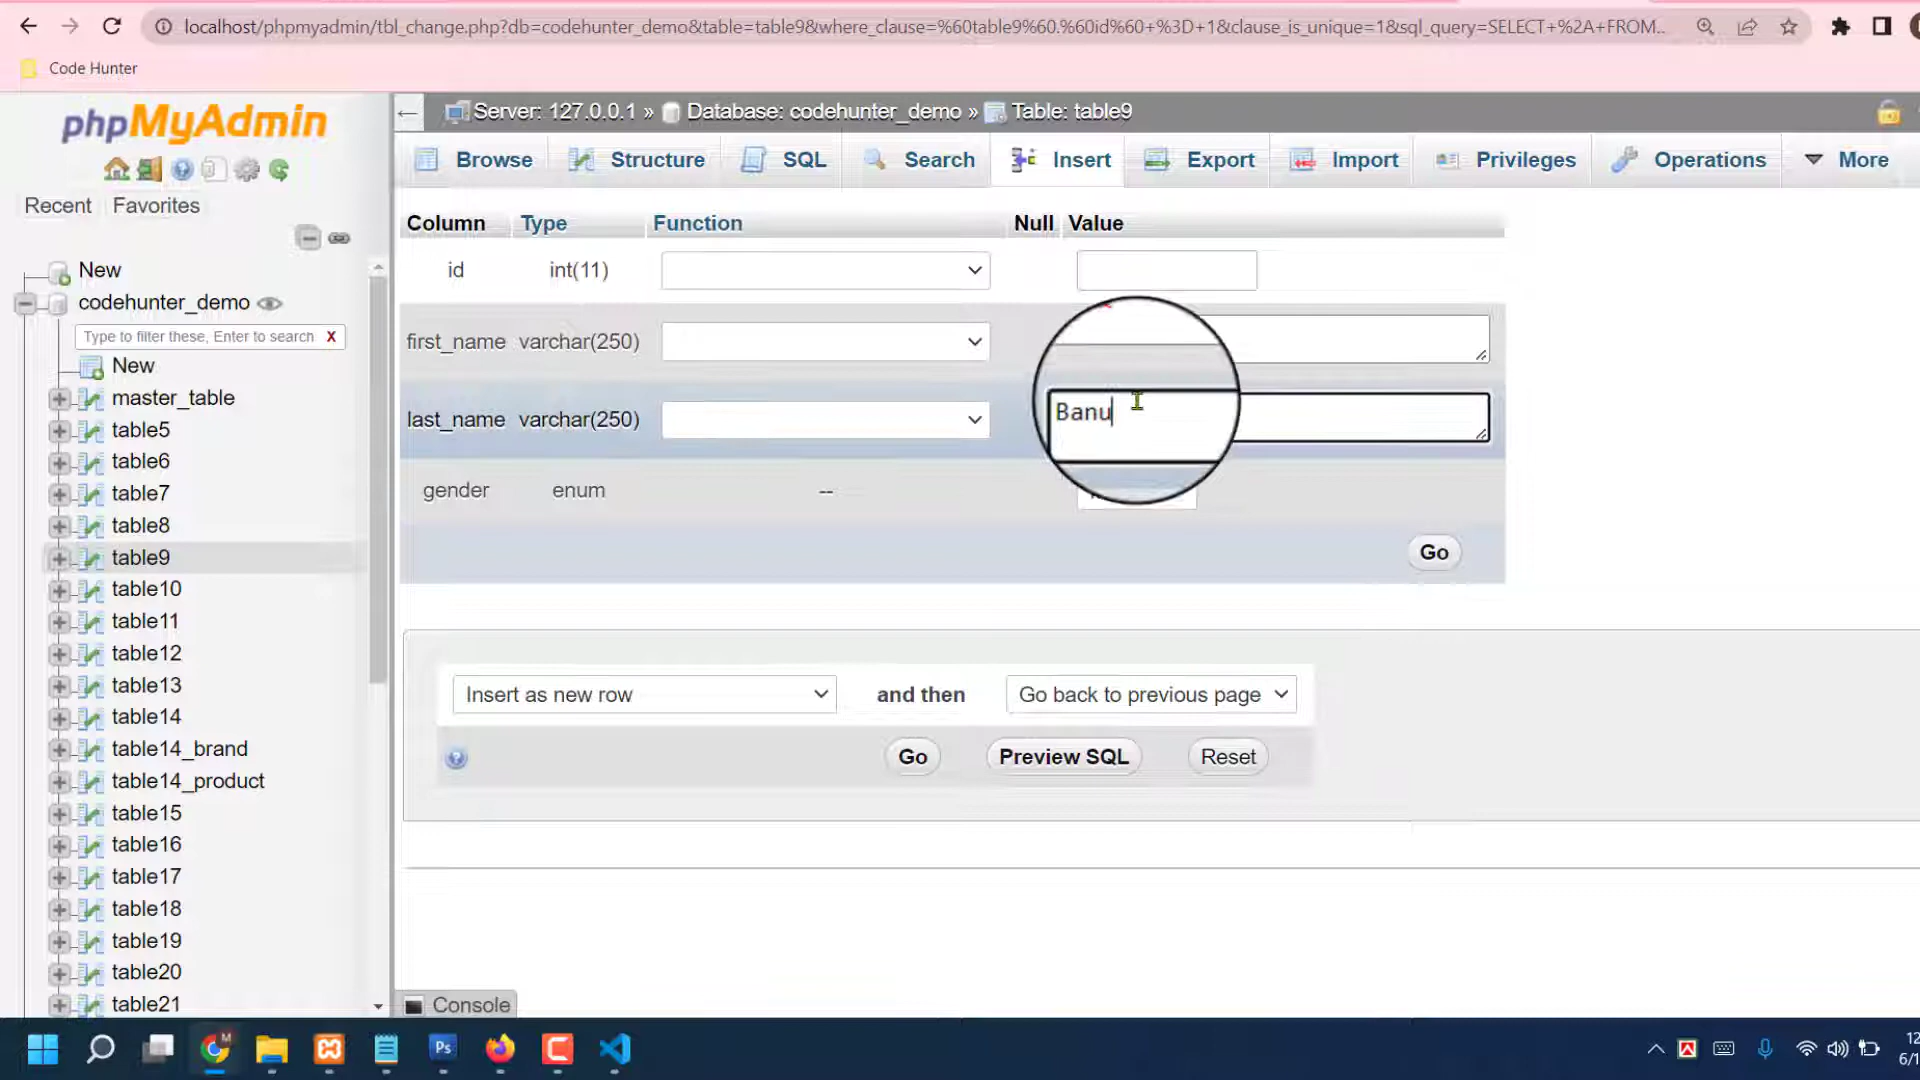 localhost/phpmyadmin/tbl_change.php?db=codehunter_demo&table=table9&where_clause=%60table9%60.%60id%60+%3D+1&clause_is_unique=1&sql_query=SELECT+%2A+FROM...
Code Hunter
phpMyAdmin
Recent Favorites
New
codehunter_demo
Type to filter these, Enter to search X
New
master_table
table5
table6
table7
table8
table9
table10
table11
table12
table13
table14
table14_brand
table14_product
table15
table16
table17
table18
table19
table20
table21
Server: 127.0.0.1 » Database: codehunter_demo » Table: table9
Browse Structure SQL Search Insert Export Import Privileges Operations More
Column Type Function Null Value
id int(11)
first_name varchar(250)
last_name varchar(250) Banu
gender enum --
Go
Insert as new row and then Go back to previous page
Go Preview SQL Reset
Console
Ps
12
6/1